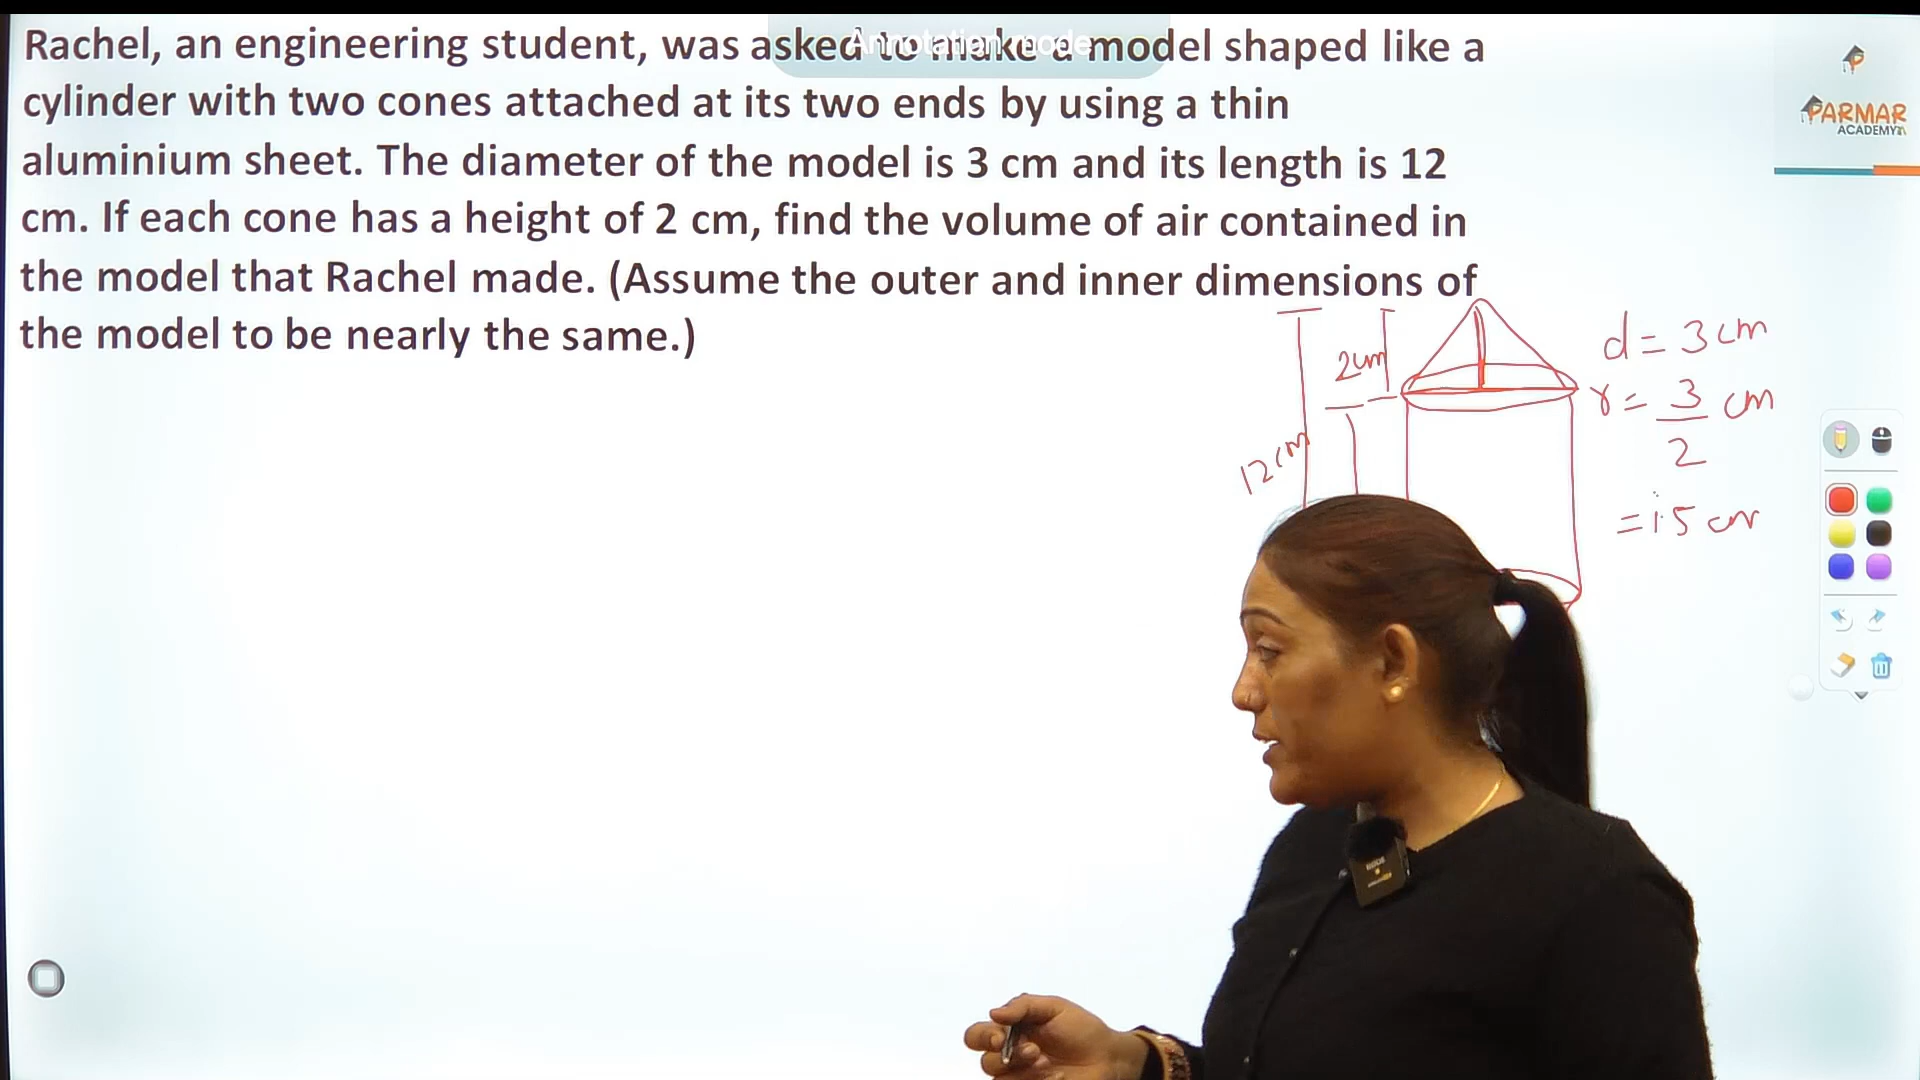 Rachel, an engineering student, was asked to make a model shaped like a
cylinder with two cones attached at its two ends by using a thin
aluminium sheet. The diameter of the model is 3 cm and its length is 12
cm. If each cone has a height of 2 cm, find the volume of air contained in
the model that Rachel made. (Assume the outer and inner dimensions of
the model to be nearly the same.)
Annotation mode
PARMAR
ACADEMY
2cm
12cm
d = 3 cm
r = 3/2 cm
= 1.5 cm